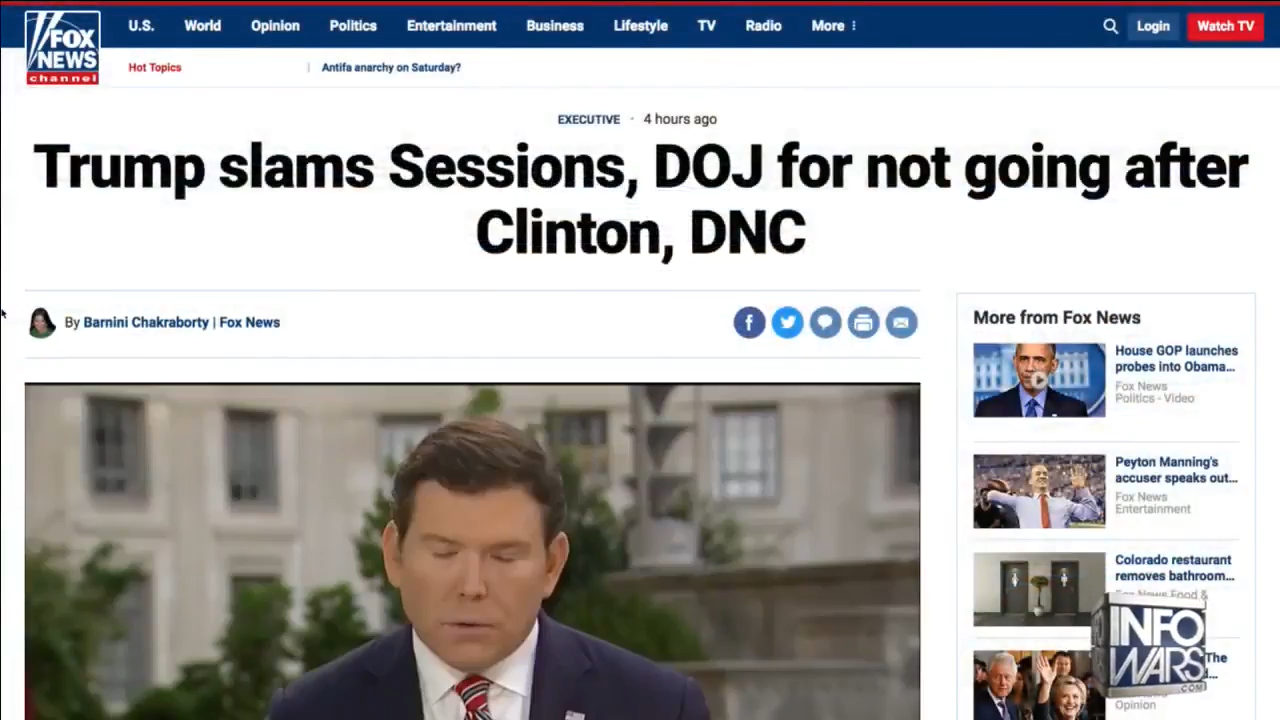 FOX
NEWS
channel
U.S. World Opinion Politics Entertainment Business Lifestyle TV Radio More Login Watch TV
Hot Topics | Antifa anarchy on Saturday?
EXECUTIVE · 4 hours ago
Trump slams Sessions, DOJ for not going after
Clinton, DNC
By Barnini Chakraborty | Fox News
f
More from Fox News
House GOP launches
probes into Obama...
Fox News
Politics - Video
Peyton Manning's
accuser speaks out...
Fox News
Entertainment
Colorado restaurant
removes bathroom...
Fox News Food &
The
Opinion
INFO
WARS
.COM